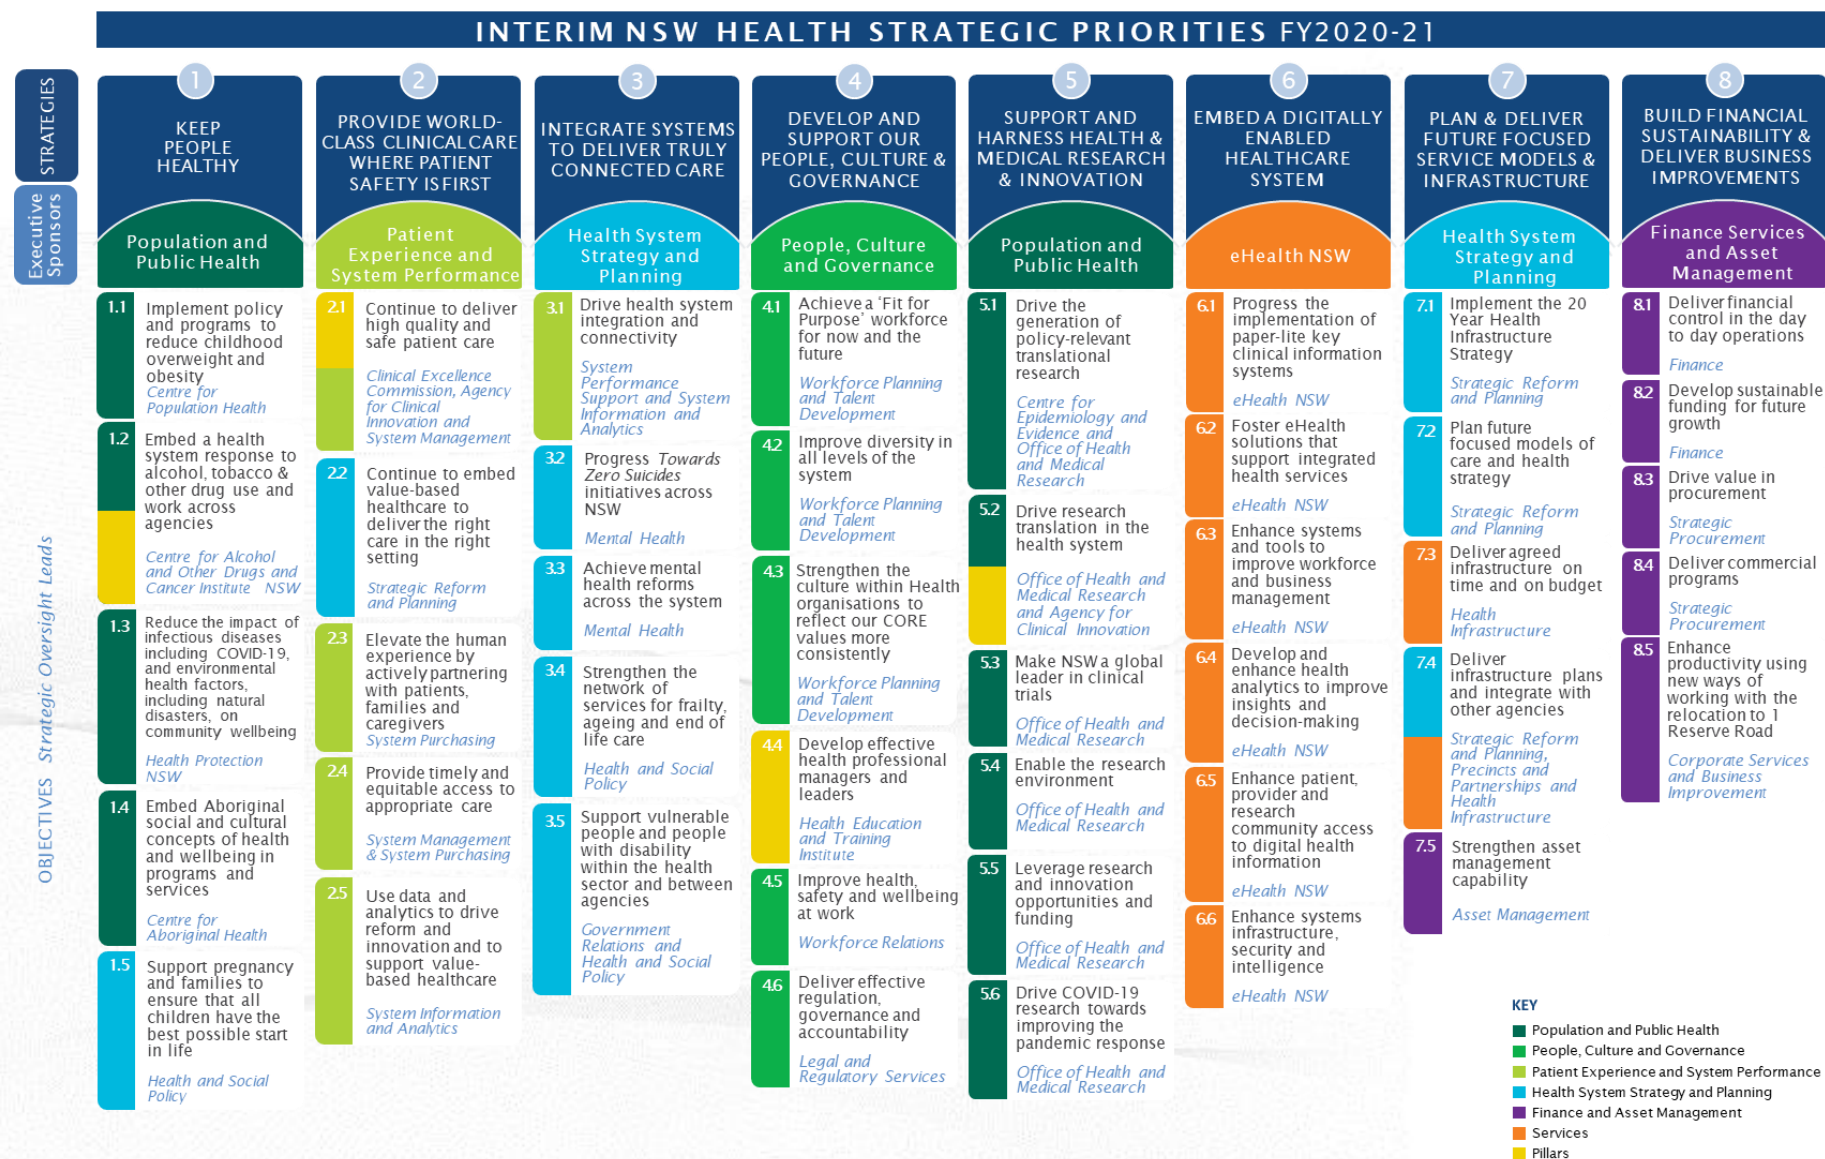 INTERIM NSW HEALTH STRATEGIC PRIORITIES FY2020-21
STRATEGIES
Executive
Sponsors
OBJECTIVES Strategic Oversight Leads
1
KEEP
PEOPLE
HEALTHY
Population and
Public Health
1.1
Implement policy
and programs to
reduce childhood
overweight and
obesity
Centre for
Population Health
1.2
Embed a health
system response to
alcohol, tobacco &
other drug use and
work across
agencies
Centre for Alcohol
and Other Drugs and
Cancer Institute NSW
1.3
Reduce the impact of
infectious diseases
including COVID-19,
and environmental
health factors,
including natural
disasters, on
community wellbeing
Health Protection
NSW
1.4
Embed Aboriginal
social and cultural
concepts of health
and wellbeing in
programs and
services
Centre for
Aboriginal Health
1.5
Support pregnancy
and families to
ensure that all
children have the
best possible start
in life
Health and Social
Policy
2
PROVIDE WORLD-
CLASS CLINICAL CARE
WHERE PATIENT
SAFETY IS FIRST
Patient
Experience and
System Performance
2.1
Continue to deliver
high quality and
safe patient care
Clinical Excellence
Commission, Agency
for Clinical
Innovation and
System Management
2.2
Continue to embed
value-based
healthcare to
deliver the right
care in the right
setting
Strategic Reform
and Planning
2.3
Elevate the human
experience by
actively partnering
with patients,
families and
caregivers
System Purchasing
2.4
Provide timely and
equitable access to
appropriate care
System Management
& System Purchasing
2.5
Use data and
analytics to drive
reform and
innovation and to
support value-
based healthcare
System Information
and Analytics
3
INTEGRATE SYSTEMS
TO DELIVER TRULY
CONNECTED CARE
Health System
Strategy and
Planning
3.1
Drive health system
integration and
connectivity
System
Performance
Support and System
Information and
Analytics
3.2
Progress Towards
Zero Suicides
initiatives across
NSW
Mental Health
3.3
Achieve mental
health reforms
across the system
Mental Health
3.4
Strengthen the
network of
services for frailty,
ageing and end of
life care
Health and Social
Policy
3.5
Support vulnerable
people and people
with disability
within the health
sector and between
agencies
Government
Relations and
Health and Social
Policy
4
DEVELOP AND
SUPPORT OUR
PEOPLE, CULTURE &
GOVERNANCE
People, Culture
and Governance
4.1
Achieve a ‘Fit for
Purpose’ workforce
for now and the
future
Workforce Planning
and Talent
Development
4.2
Improve diversity in
all levels of the
system
Workforce Planning
and Talent
Development
4.3
Strengthen the
culture within Health
organisations to
reflect our CORE
values more
consistently
Workforce Planning
and Talent
Development
4.4
Develop effective
health professional
managers and
leaders
Health Education
and Training
Institute
4.5
Improve health,
safety and wellbeing
at work
Workforce Relations
4.6
Deliver effective
regulation,
governance and
accountability
Legal and
Regulatory Services
5
SUPPORT AND
HARNESS HEALTH &
MEDICAL RESEARCH
& INNOVATION
Population and
Public Health
5.1
Drive the
generation of
policy-relevant
translational
research
Centre for
Epidemiology and
Evidence and
Office of Health
and Medical
Research
5.2
Drive research
translation in the
health system
Office of Health and
Medical Research
and Agency for
Clinical Innovation
5.3
Make NSW a global
leader in clinical
trials
Office of Health and
Medical Research
5.4
Enable the research
environment
Office of Health and
Medical Research
5.5
Leverage research
and innovation
opportunities and
funding
Office of Health and
Medical Research
5.6
Drive COVID-19
research towards
improving the
pandemic response
Office of Health and
Medical Research
6
EMBED A DIGITALLY
ENABLED
HEALTHCARE
SYSTEM
eHealth NSW
6.1
Progress the
implementation of
paper-lite key
clinical information
systems
eHealth NSW
6.2
Foster eHealth
solutions that
support integrated
health services
eHealth NSW
6.3
Enhance systems
and tools to
improve workforce
and business
management
eHealth NSW
6.4
Develop and
enhance health
analytics to improve
insights and
decision-making
eHealth NSW
6.5
Enhance patient,
provider and
research
community access
to digital health
information
eHealth NSW
6.6
Enhance systems
infrastructure,
security and
intelligence
eHealth NSW
7
PLAN & DELIVER
FUTURE FOCUSED
SERVICE MODELS &
INFRASTRUCTURE
Health System
Strategy and
Planning
7.1
Implement the 20
Year Health
Infrastructure
Strategy
Strategic Reform
and Planning
7.2
Plan future
focused models of
care and health
strategy
Strategic Reform
and Planning
7.3
Deliver agreed
infrastructure on
time and on budget
Health
Infrastructure
7.4
Deliver
infrastructure plans
and integrate with
other agencies
Strategic Reform
and Planning,
Precincts and
Partnerships and
Health
Infrastructure
7.5
Strengthen asset
management
capability
Asset Management
8
BUILD FINANCIAL
SUSTAINABILITY &
DELIVER BUSINESS
IMPROVEMENTS
Finance Services
and Asset
Management
8.1
Deliver financial
control in the day
to day operations
Finance
8.2
Develop sustainable
funding for future
growth
Finance
8.3
Drive value in
procurement
Strategic
Procurement
8.4
Deliver commercial
programs
Strategic
Procurement
8.5
Enhance
productivity using
new ways of
working with the
relocation to 1
Reserve Road
Corporate Services
and Business
Improvement
KEY
Population and Public Health
People, Culture and Governance
Patient Experience and System Performance
Health System Strategy and Planning
Finance and Asset Management
Services
Pillars